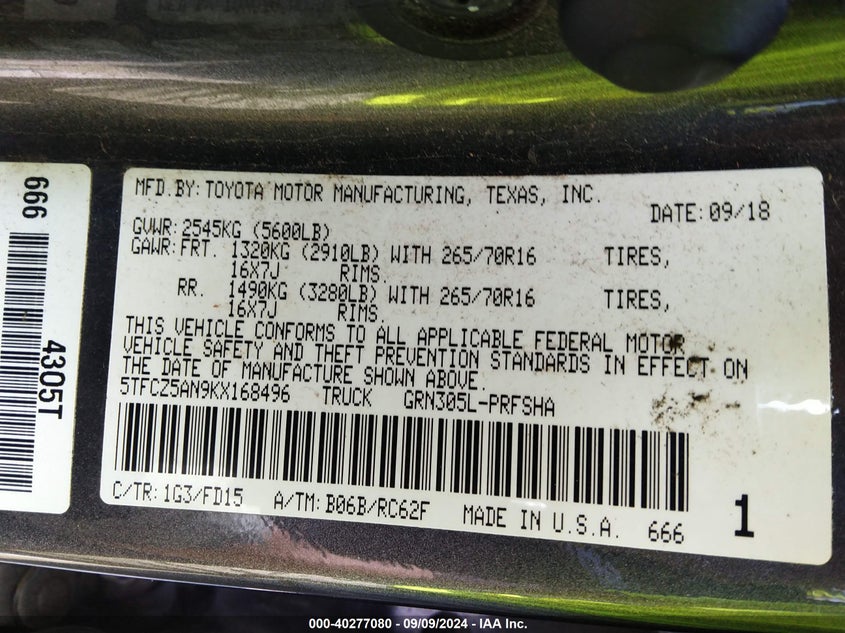 MFD.BY: TOYOTA MOTOR MANUFACTURING, TEXAS, INC.
DATE: 09/18
GVWR: 2545KG (5600LB)
GAWR: FRT. 1320KG (2910LB) WITH 265/70R16 TIRES,
16X7J RIMS.
RR. 1490KG (3280LB) WITH 265/70R16 TIRES,
16X7J RIMS.
THIS VEHICLE CONFORMS TO ALL APPLICABLE FEDERAL MOTOR
VEHICLE SAFETY AND THEFT PREVENTION STANDARDS IN EFFECT ON
THE DATE OF MANUFACTURE SHOWN ABOVE.
5TFCZ5AN9KX168496 TRUCK GRN305L-PRFSHA
C/TR: 1G3/FD15 A/TM: B06B/RC62F MADE IN U.S.A. 666
1
666
4305T
000-40277080 - 09/09/2024 - IAA Inc.